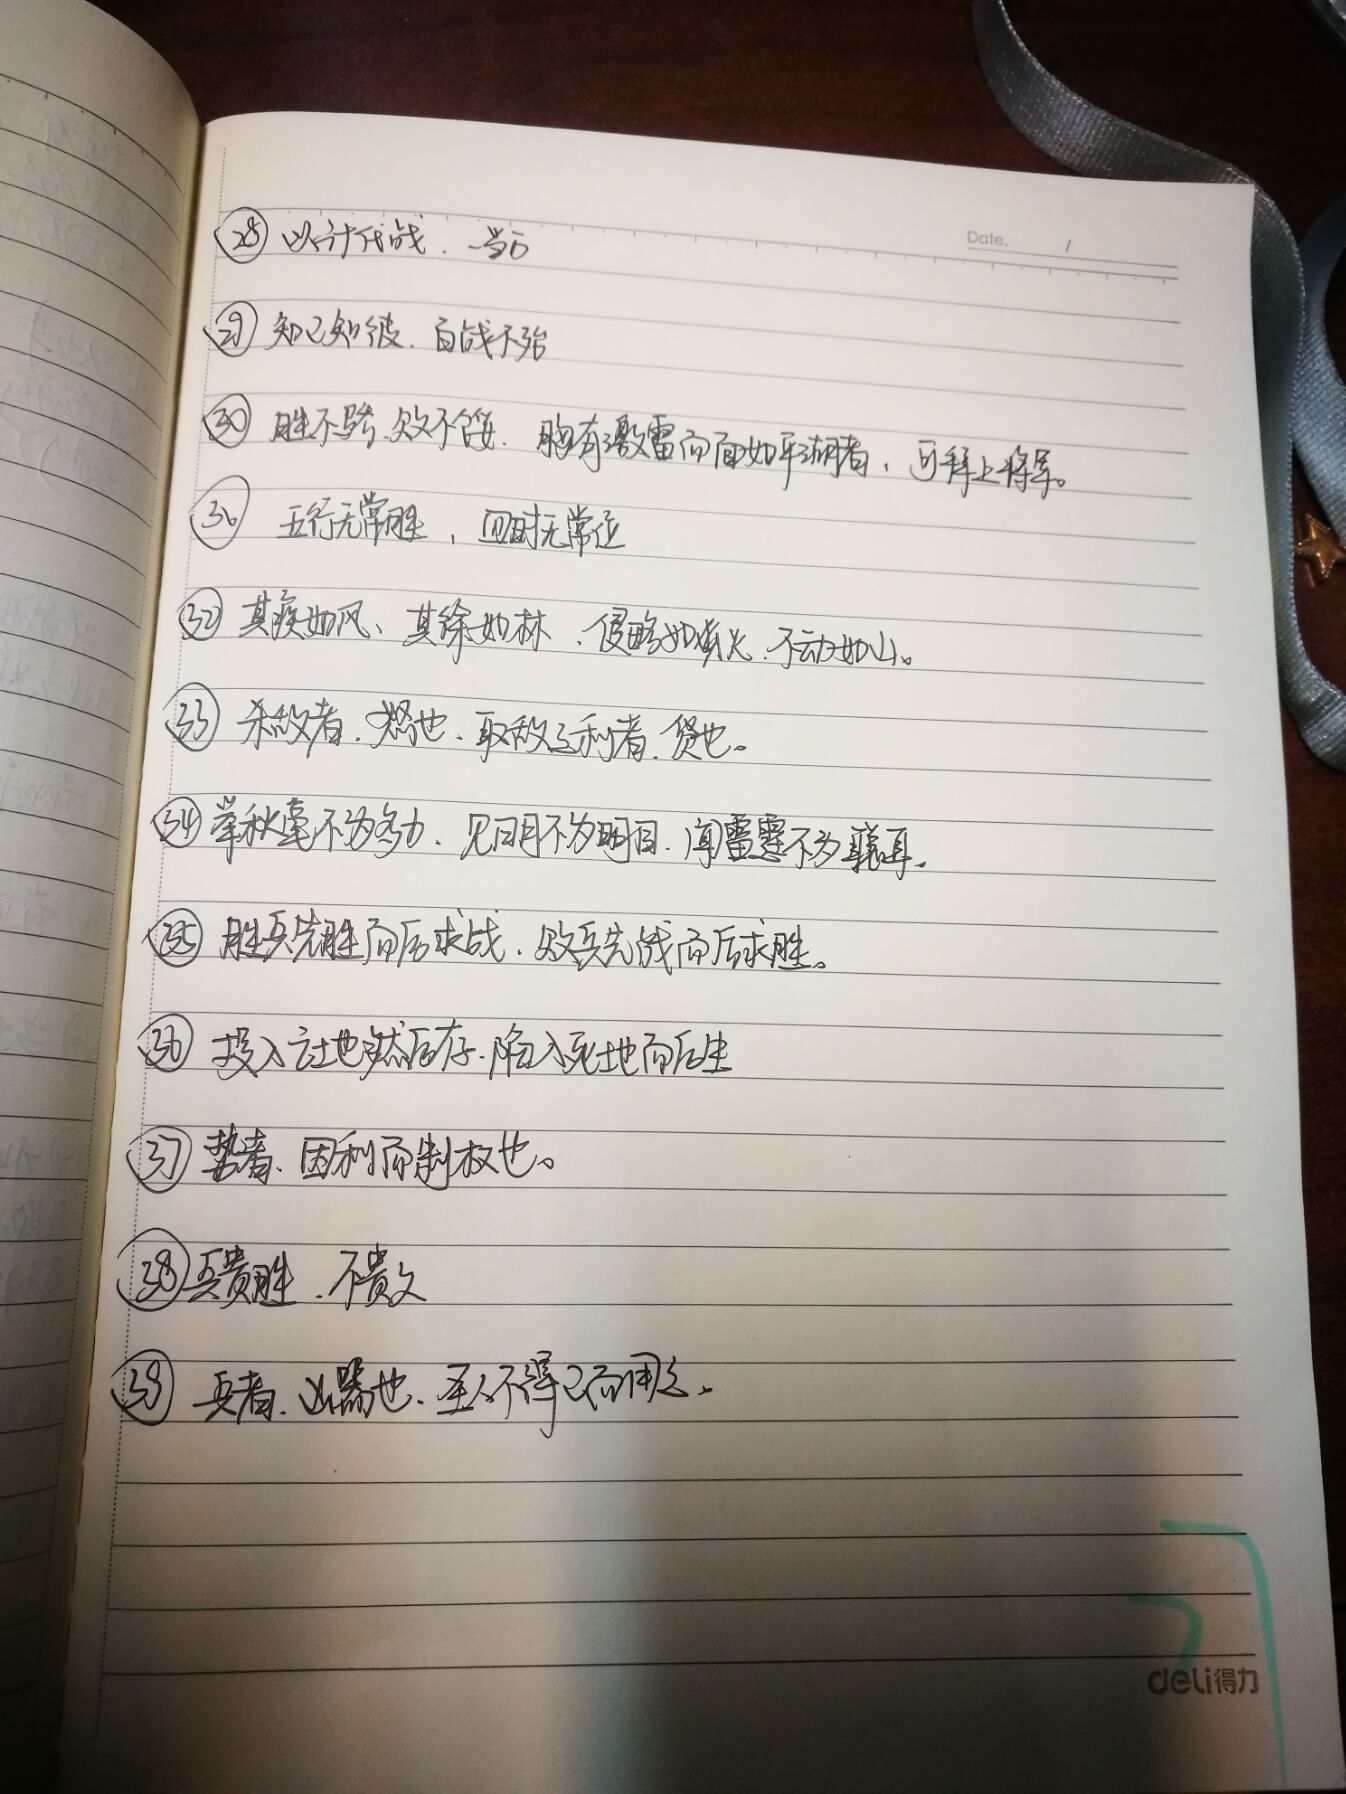 Date. /
㉘ 以计代战、一当百
㉙ 知己知彼、百战不殆
㉚ 胜不骄、败不馁、胸有激雷而面如平湖者，可拜上将军。
㉛ 五行无常胜，四时无常位
㉜ 其疾如风、其徐如林、侵略如火、不动如山。
㉝ 杀敌者、怒也、取敌之利者、货也。
㉞ 举秋毫不为多力、见日月不为明目、闻雷霆不为聪耳。
㉟ 胜兵先胜而后求战、败兵先战而后求胜。
㊱ 投入亡地然后存、陷入死地而后生
㊲ 势者、因利而制权也。
㊳ 兵贵胜、不贵久
㊴ 兵者、凶器也、圣人不得已而用之。
deli得力